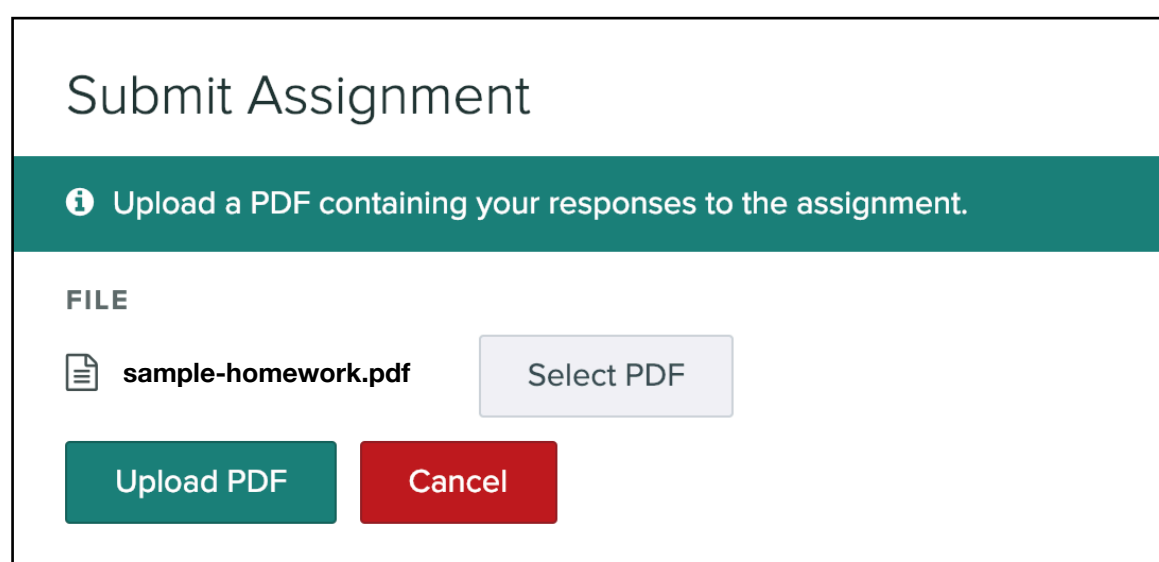 Submit Assignment
Upload a PDF containing your responses to the assignment.
FILE
sample-homework.pdf
Select PDF
Upload PDF
Cancel